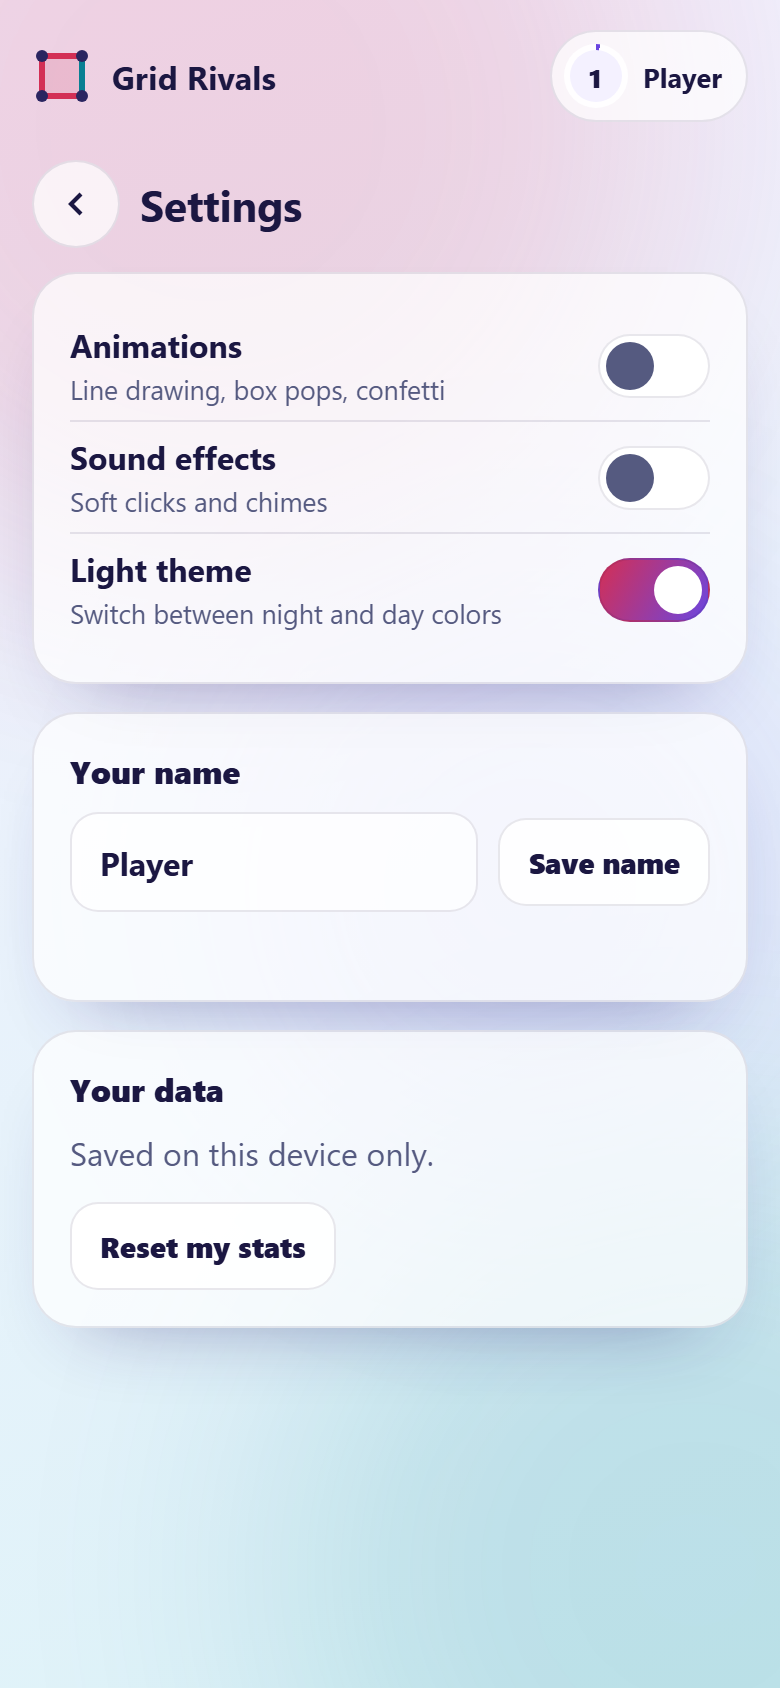 Grid Rivals
1 Player
Settings
Animations
Line drawing, box pops, confetti
Sound effects
Soft clicks and chimes
Light theme
Switch between night and day colors
Your name
Player
Save name
Your data
Saved on this device only.
Reset my stats